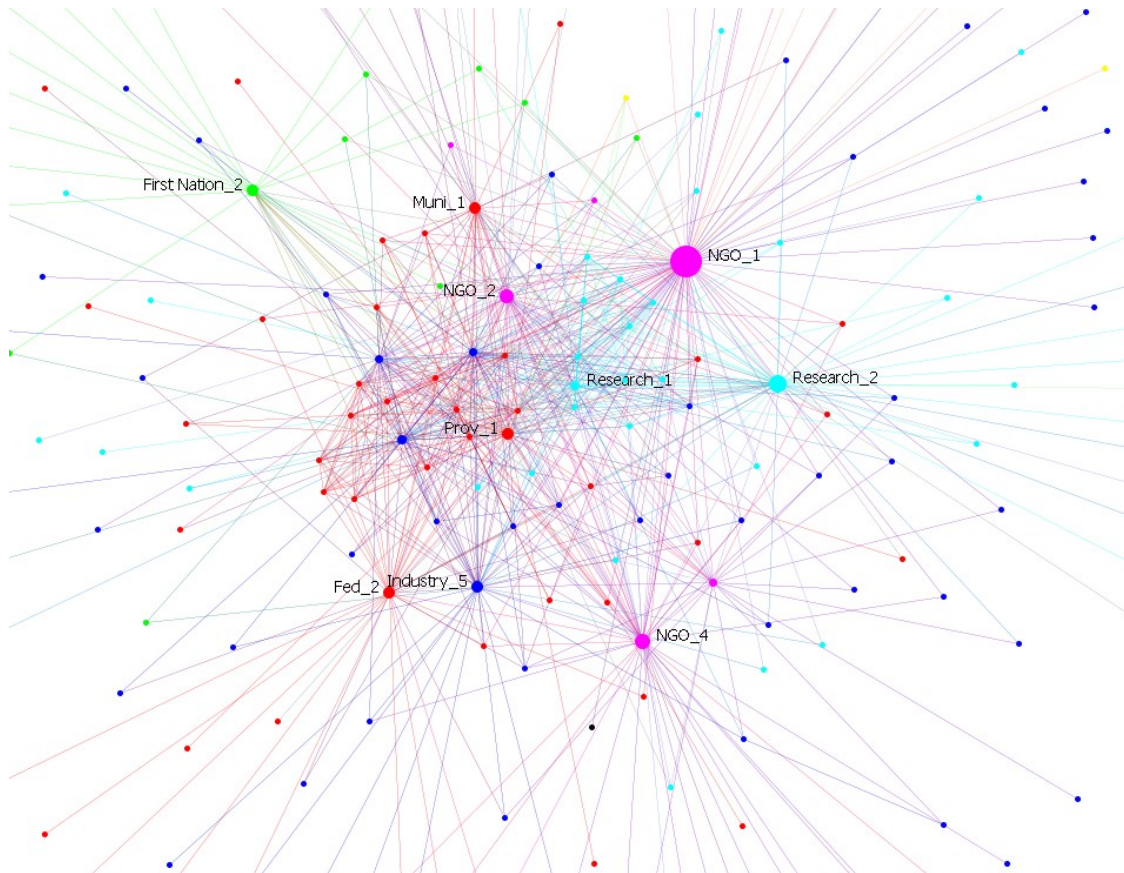 First Nation_2
Muni_1
NGO_1
NGO_2
Research_1
Research_2
Prov_1
Fed_2
Industry_5
NGO_4